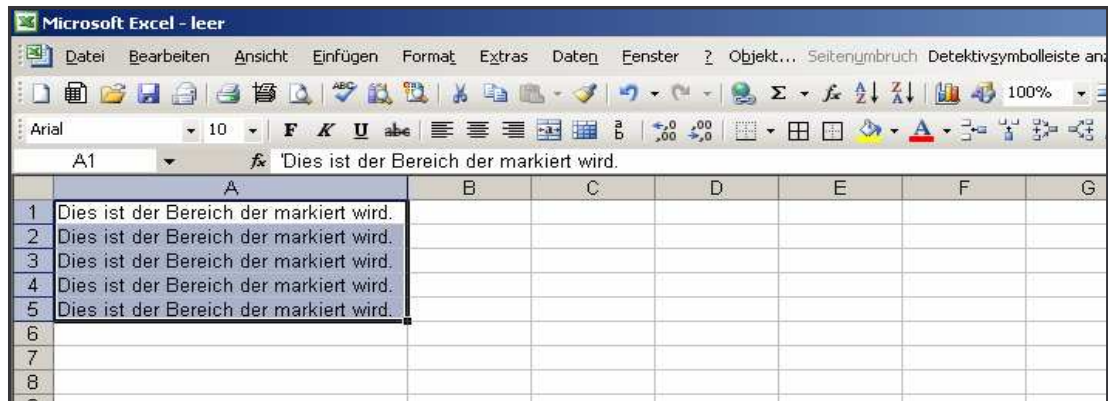 Microsoft Excel - leer
Datei Bearbeiten Ansicht Einfügen Format Extras Daten Fenster ? Objekt... Seitenumbruch Detektivsymbolleiste
100%
Arial 10 F K U abc
A1 fx 'Dies ist der Bereich der markiert wird.
A B C D E F G
1 Dies ist der Bereich der markiert wird.
2 Dies ist der Bereich der markiert wird.
3 Dies ist der Bereich der markiert wird.
4 Dies ist der Bereich der markiert wird.
5 Dies ist der Bereich der markiert wird.
6
7
8